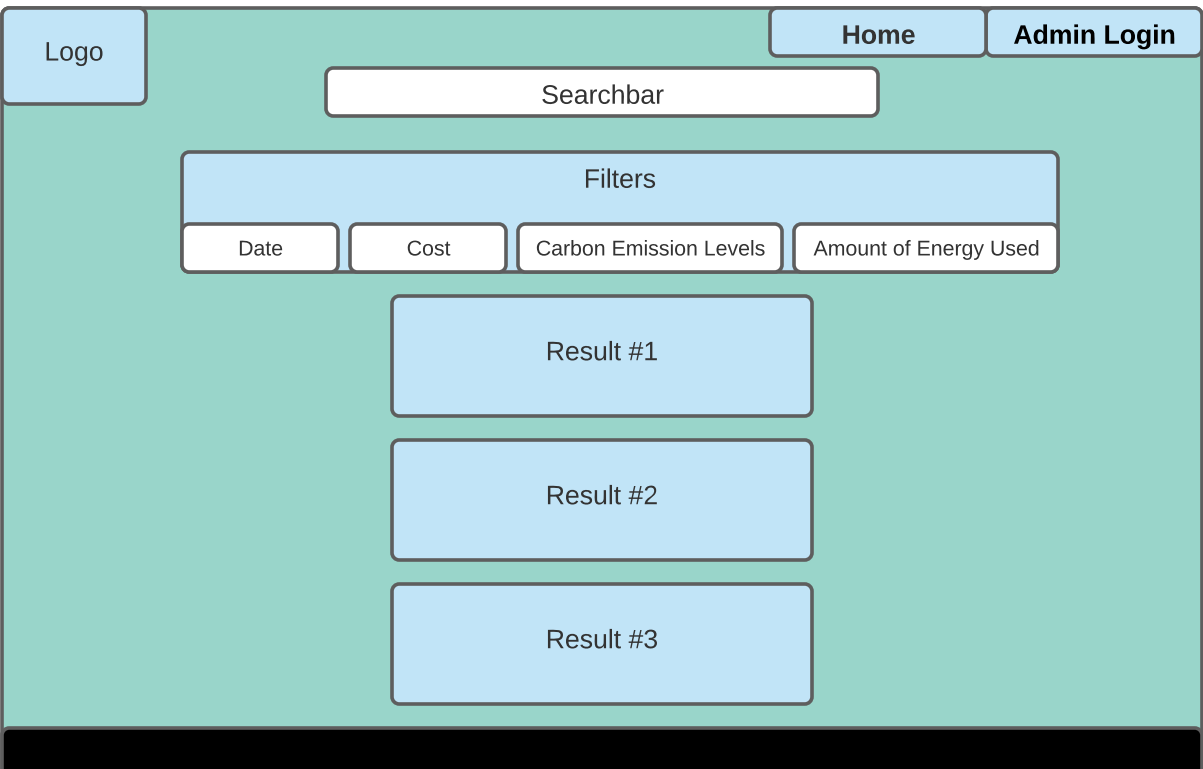 Logo
Home
Admin Login
Searchbar
Filters
Date
Cost
Carbon Emission Levels
Amount of Energy Used
Result #1
Result #2
Result #3